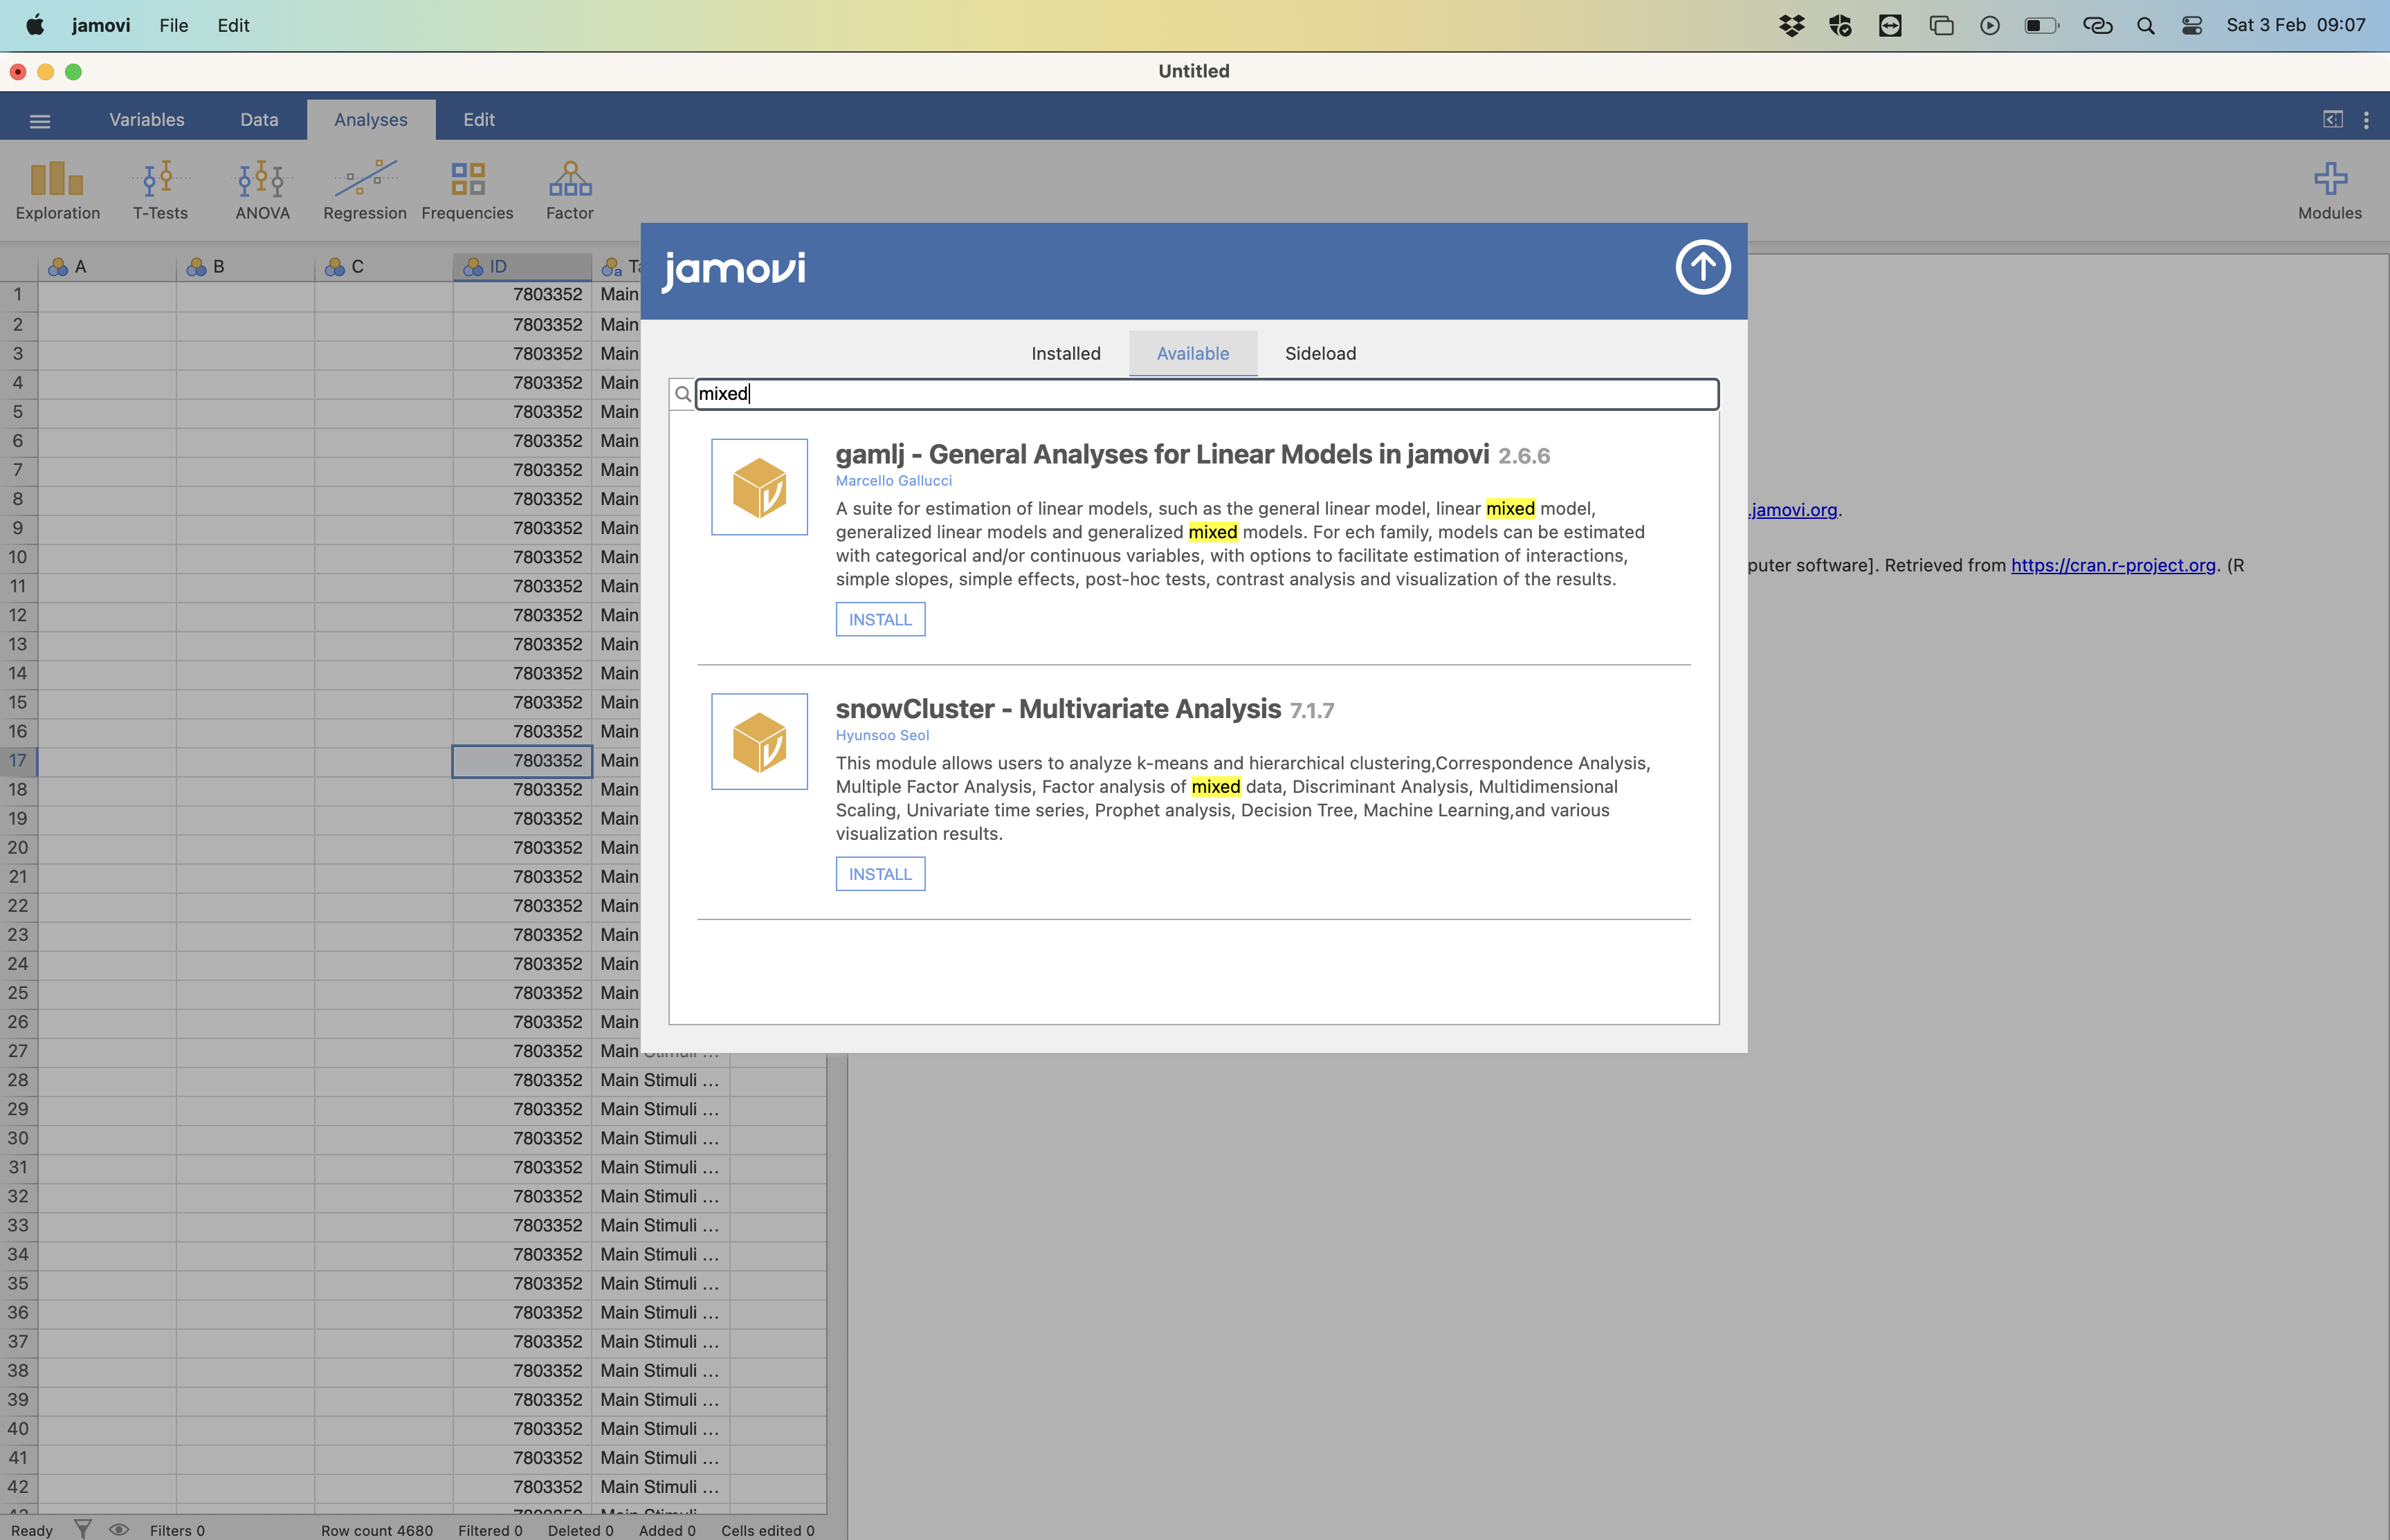 jamovi File Edit Sat 3 Feb 09:07
Untitled
Variables Data Analyses Edit
Exploration T-Tests ANOVA Regression Frequencies Factor Modules
A B C ID Ta
jamovi
Installed Available Sideload
mixed
gamlj - General Analyses for Linear Models in jamovi 2.6.6
Marcello Gallucci
A suite for estimation of linear models, such as the general linear model, linear mixed model,
generalized linear models and generalized mixed models. For ech family, models can be estimated
with categorical and/or continuous variables, with options to facilitate estimation of interactions,
simple slopes, simple effects, post-hoc tests, contrast analysis and visualization of the results.
INSTALL
snowCluster - Multivariate Analysis 7.1.7
Hyunsoo Seol
This module allows users to analyze k-means and hierarchical clustering,Correspondence Analysis,
Multiple Factor Analysis, Factor analysis of mixed data, Discriminant Analysis, Multidimensional
Scaling, Univariate time series, Prophet analysis, Decision Tree, Machine Learning,and various
visualization results.
INSTALL
.jamovi.org.
puter software]. Retrieved from https://cran.r-project.org. (R
1 7803352 Main
2 7803352 Main
3 7803352 Main
4 7803352 Main
5 7803352 Main
6 7803352 Main
7 7803352 Main
8 7803352 Main
9 7803352 Main
10 7803352 Main
11 7803352 Main
12 7803352 Main
13 7803352 Main
14 7803352 Main
15 7803352 Main
16 7803352 Main
17 7803352 Main
18 7803352 Main
19 7803352 Main
20 7803352 Main
21 7803352 Main
22 7803352 Main
23 7803352 Main
24 7803352 Main
25 7803352 Main
26 7803352 Main
27 7803352 Main Stimuli ...
28 7803352 Main Stimuli ...
29 7803352 Main Stimuli ...
30 7803352 Main Stimuli ...
31 7803352 Main Stimuli ...
32 7803352 Main Stimuli ...
33 7803352 Main Stimuli ...
34 7803352 Main Stimuli ...
35 7803352 Main Stimuli ...
36 7803352 Main Stimuli ...
37 7803352 Main Stimuli ...
38 7803352 Main Stimuli ...
39 7803352 Main Stimuli ...
40 7803352 Main Stimuli ...
41 7803352 Main Stimuli ...
42 7803352 Main Stimuli ...
Ready Filters 0 Row count 4680 Filtered 0 Deleted 0 Added 0 Cells edited 0